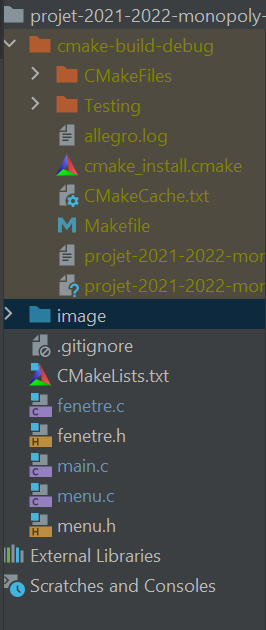 projet-2021-2022-monopoly-
cmake-build-debug
CMakeFiles
Testing
allegro.log
cmake_install.cmake
CMakeCache.txt
Makefile
projet-2021-2022-mor
projet-2021-2022-mor
image
.gitignore
CMakeLists.txt
fenetre.c
fenetre.h
main.c
menu.c
menu.h
External Libraries
Scratches and Consoles